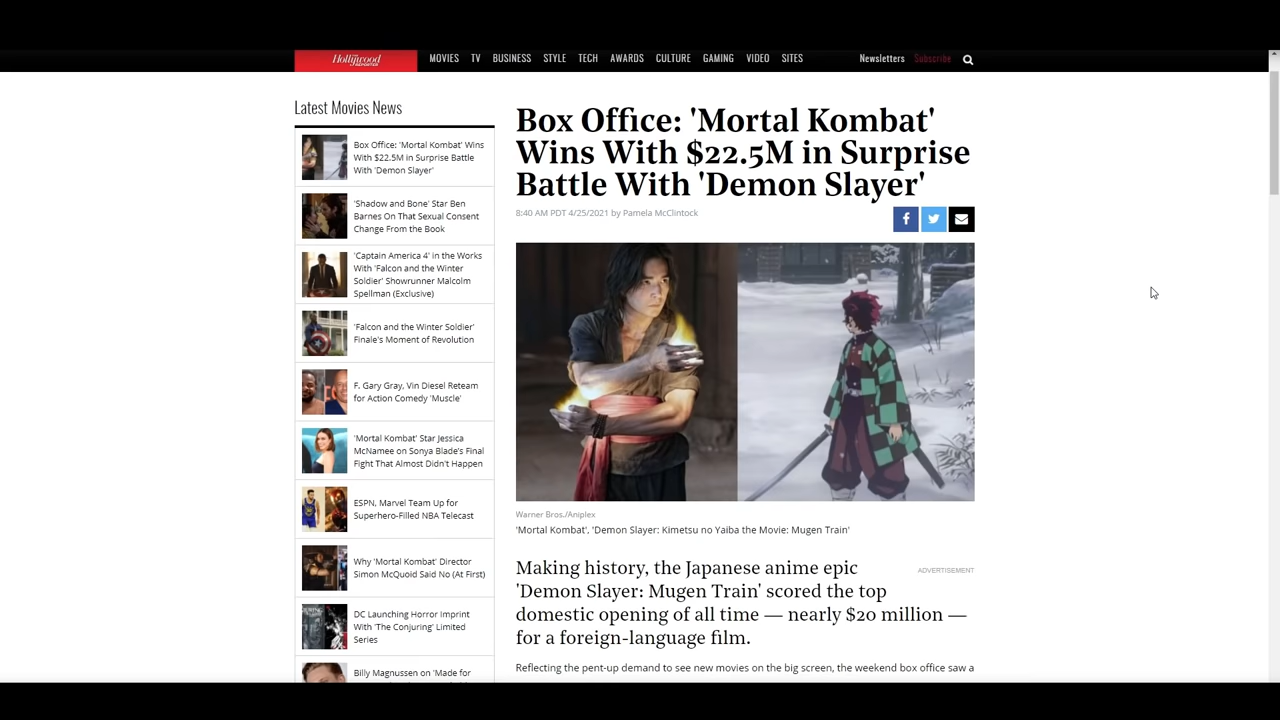 Hollywood
REPORTER
MOVIES TV BUSINESS STYLE TECH AWARDS CULTURE GAMING VIDEO SITES
Newsletters Subscribe
Latest Movies News
Box Office: 'Mortal Kombat' Wins
With $22.5M in Surprise Battle
With 'Demon Slayer'
'Shadow and Bone' Star Ben
Barnes On That Sexual Consent
Change From the Book
'Captain America 4' in the Works
With 'Falcon and the Winter
Soldier' Showrunner Malcolm
Spellman (Exclusive)
'Falcon and the Winter Soldier'
Finale's Moment of Revolution
F. Gary Gray, Vin Diesel Reteam
for Action Comedy 'Muscle'
'Mortal Kombat' Star Jessica
McNamee on Sonya Blade's Final
Fight That Almost Didn't Happen
ESPN, Marvel Team Up for
Superhero-Filled NBA Telecast
Why 'Mortal Kombat' Director
Simon McQuoid Said No (At First)
DC Launching Horror Imprint
With 'The Conjuring' Limited
Series
Billy Magnussen on 'Made for
Box Office: 'Mortal Kombat'
Wins With $22.5M in Surprise
Battle With 'Demon Slayer'
8:40 AM PDT 4/25/2021 by Pamela McClintock
Warner Bros./Aniplex
'Mortal Kombat', 'Demon Slayer: Kimetsu no Yaiba the Movie: Mugen Train'
Making history, the Japanese anime epic
'Demon Slayer: Mugen Train' scored the top
domestic opening of all time — nearly $20 million —
for a foreign-language film.
ADVERTISEMENT
Reflecting the pent-up demand to see new movies on the big screen, the weekend box office saw a